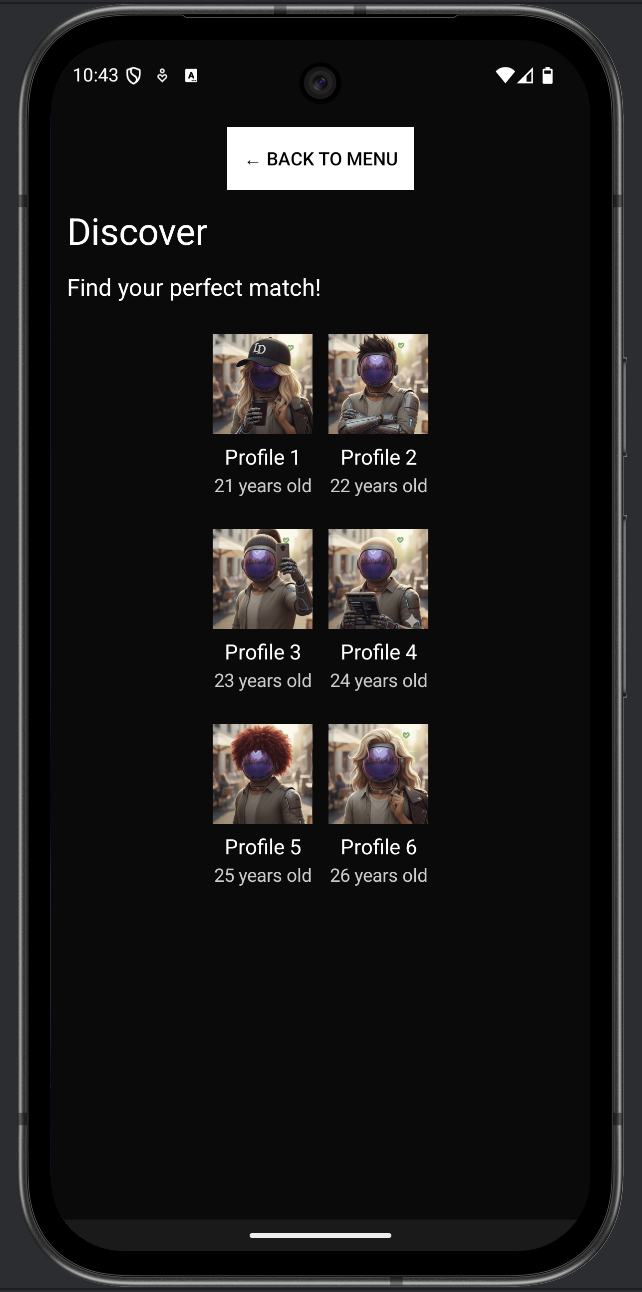 10:43
← BACK TO MENU
Discover
Find your perfect match!
Profile 1 Profile 2
21 years old 22 years old
Profile 3 Profile 4
23 years old 24 years old
Profile 5 Profile 6
25 years old 26 years old